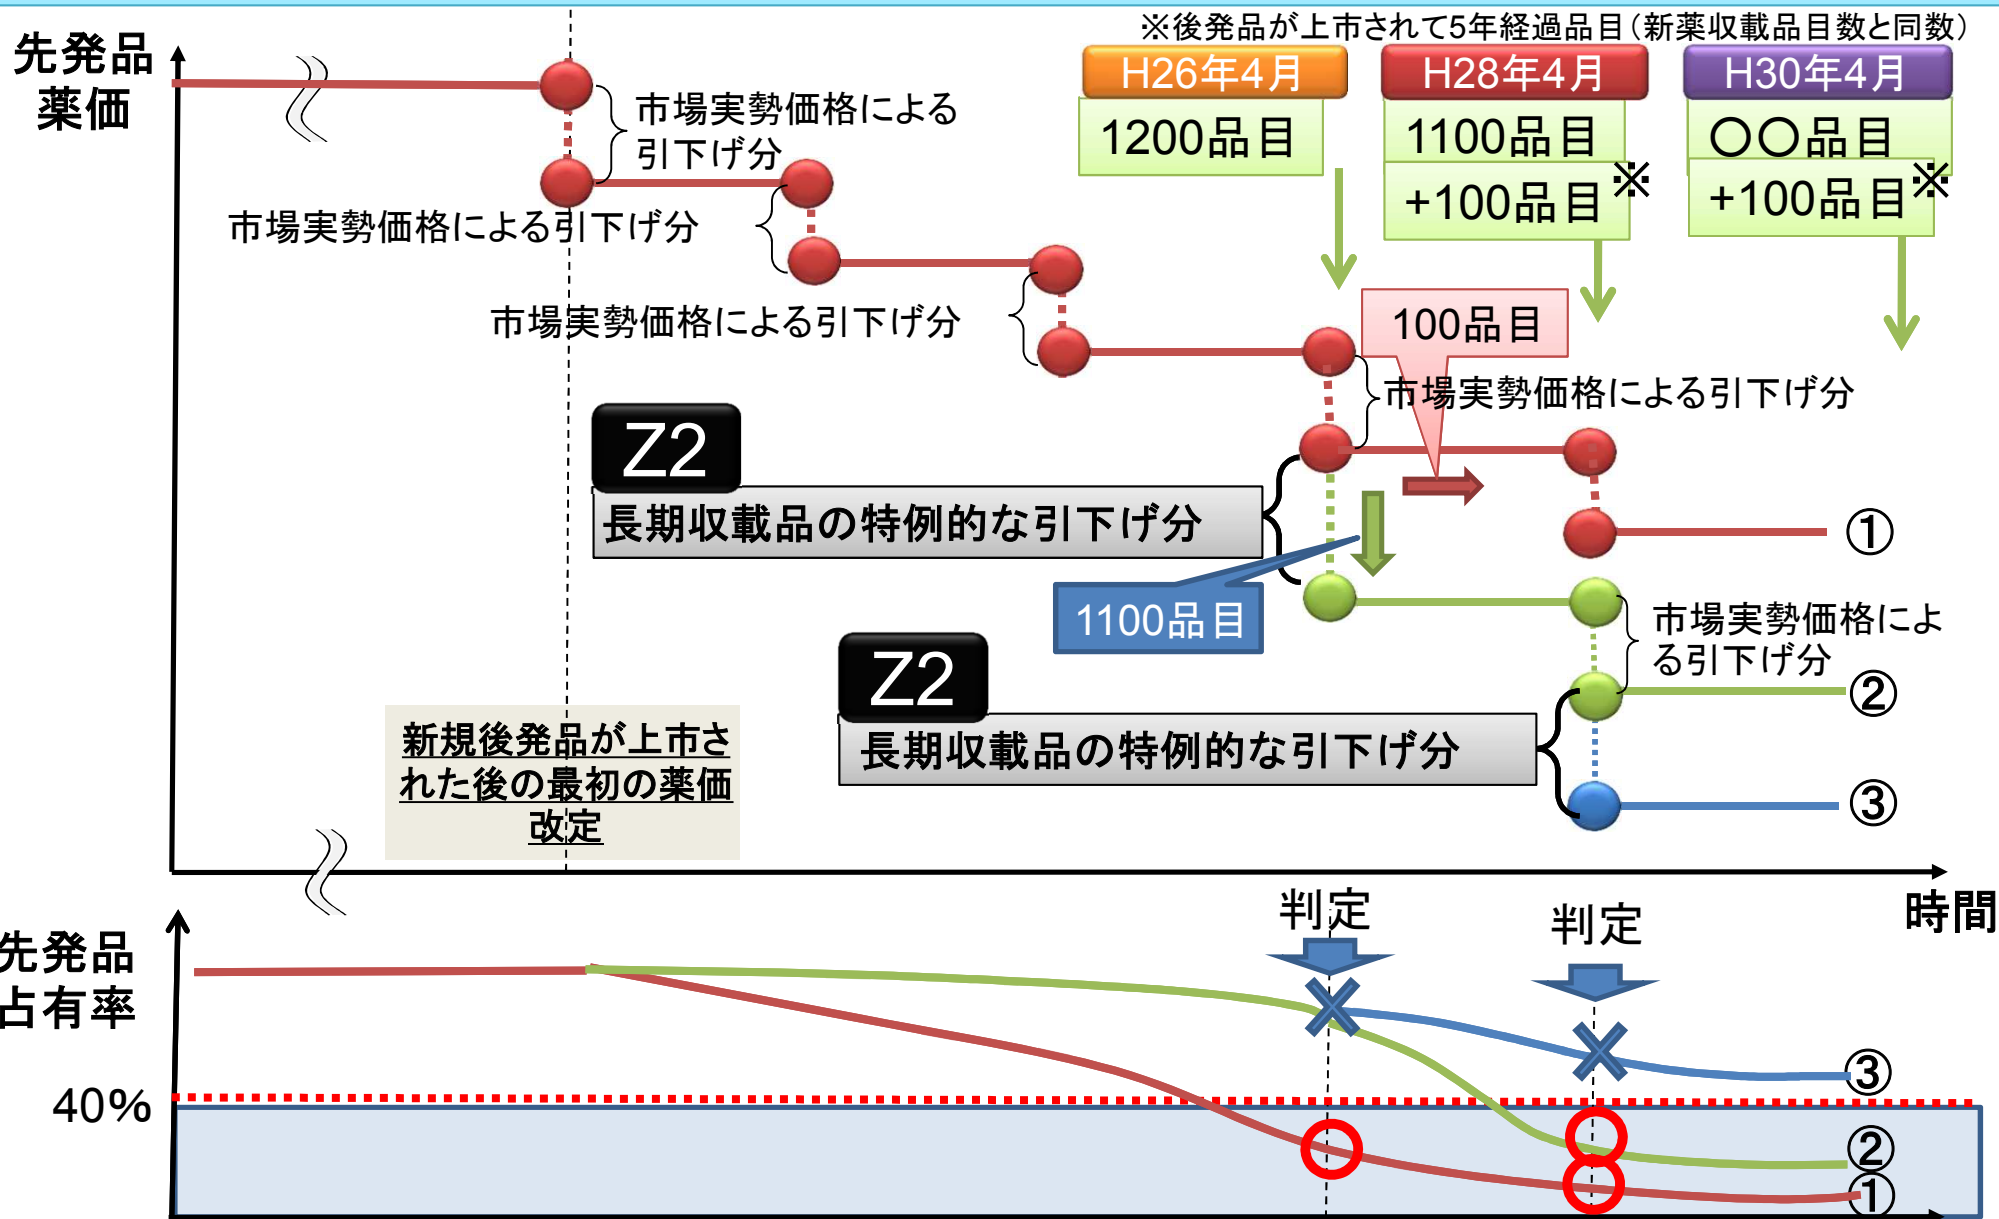 ※後発品が上市されて5年経過品目(新薬収載品目数と同数)
先発品
薬価
H26年4月
1200品目
H28年4月
1100品目
+100品目※
H30年4月
〇〇品目
+100品目※
市場実勢価格による
引下げ分
市場実勢価格による引下げ分
市場実勢価格による引下げ分
100品目
市場実勢価格による引下げ分
Z2
長期収載品の特例的な引下げ分
①
1100品目
市場実勢価格によ
る引下げ分
Z2
長期収載品の特例的な引下げ分
②
③
新規後発品が上市さ
れた後の最初の薬価
改定
時間
判定
判定
先発品
占有率
40%
③
②
①